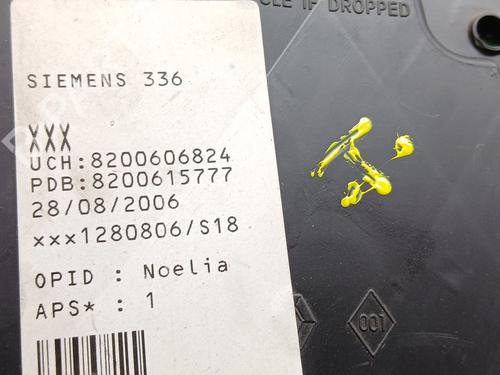 CLE IF DROPPED
SIEMENS 336
XXX
UCH:8200606824
PDB:8200615777
28/08/2006
xxx1280806/S18
OPID : Noelia
APS* : 1
001